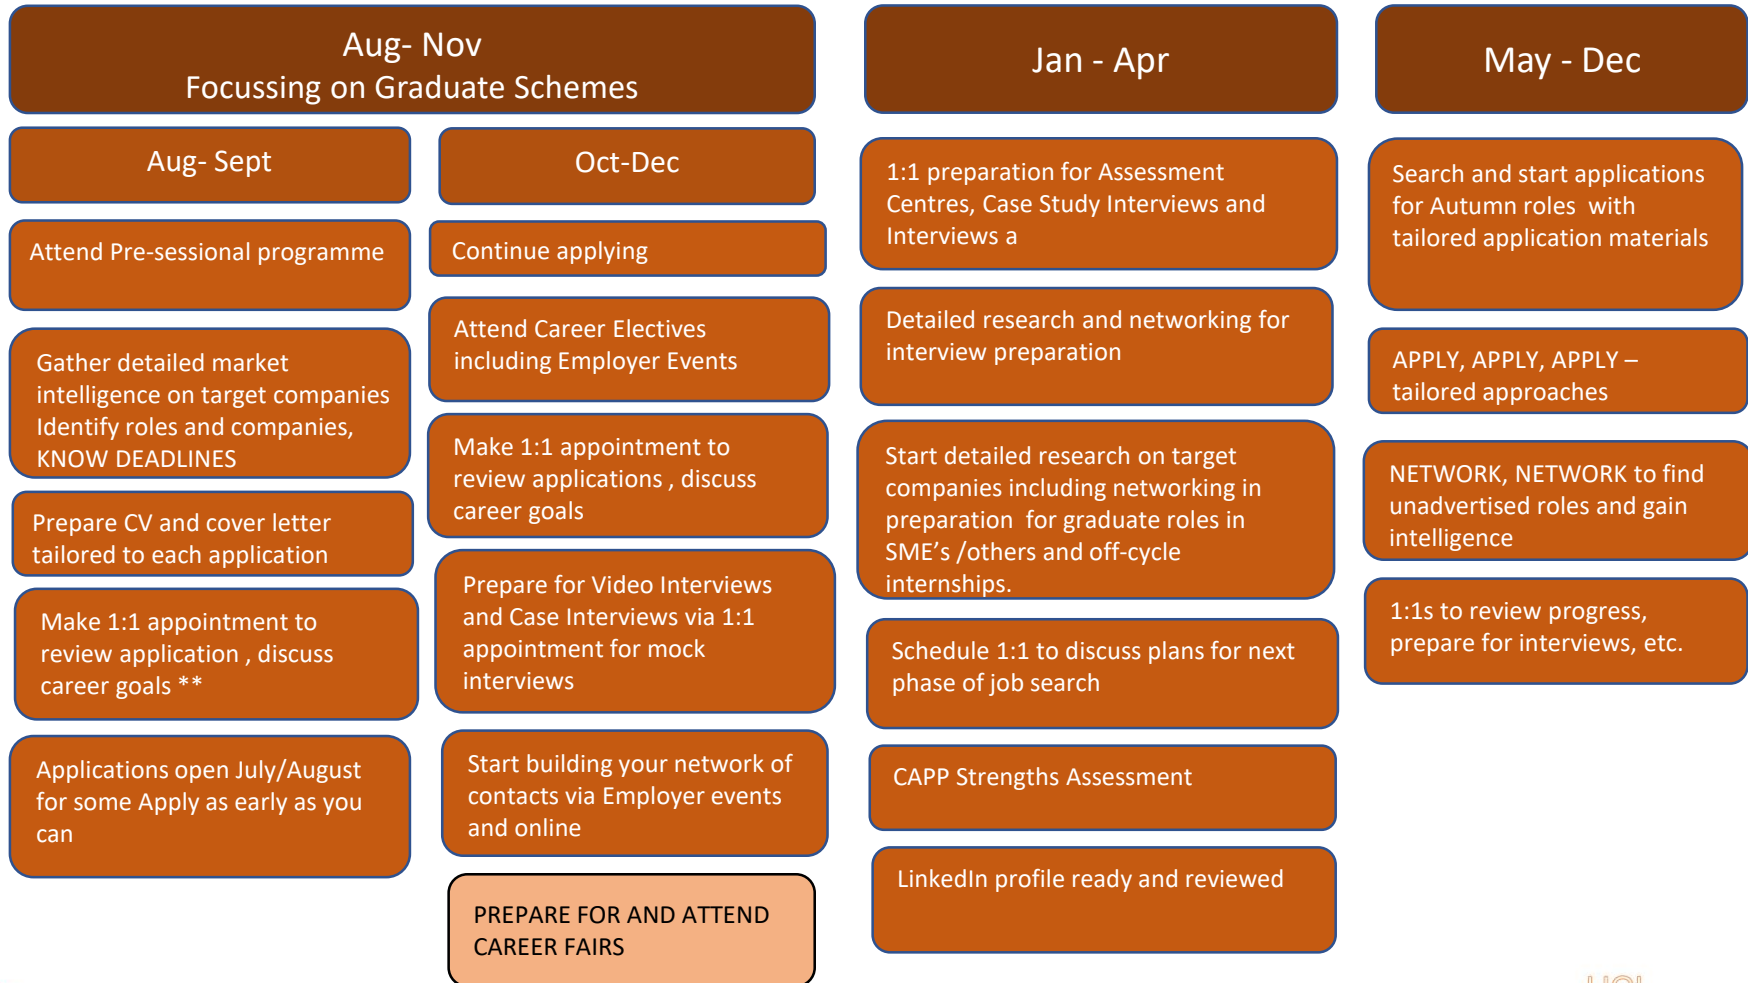 Aug- Nov
Focussing on Graduate Schemes
Aug- Sept
Attend Pre-sessional programme
Gather detailed market
intelligence on target companies
Identify roles and companies,
KNOW DEADLINES
Prepare CV and cover letter
tailored to each application
Make 1:1 appointment to
review application , discuss
career goals **
Applications open July/August
for some Apply as early as you
can
Oct-Dec
Continue applying
Attend Career Electives
including Employer Events
Make 1:1 appointment to
review applications , discuss
career goals
Prepare for Video Interviews
and Case Interviews via 1:1
appointment for mock
interviews
Start building your network of
contacts via Employer events
and online
PREPARE FOR AND ATTEND
CAREER FAIRS
Jan - Apr
1:1 preparation for Assessment
Centres, Case Study Interviews and
Interviews a
Detailed research and networking for
interview preparation
Start detailed research on target
companies including networking in
preparation  for graduate roles in
SME’s /others and off-cycle
internships.
Schedule 1:1 to discuss plans for next
phase of job search
CAPP Strengths Assessment
LinkedIn profile ready and reviewed
May - Dec
Search and start applications
for Autumn roles  with
tailored application materials
APPLY, APPLY, APPLY –
tailored approaches
NETWORK, NETWORK to find
unadvertised roles and gain
intelligence
1:1s to review progress,
prepare for interviews, etc.